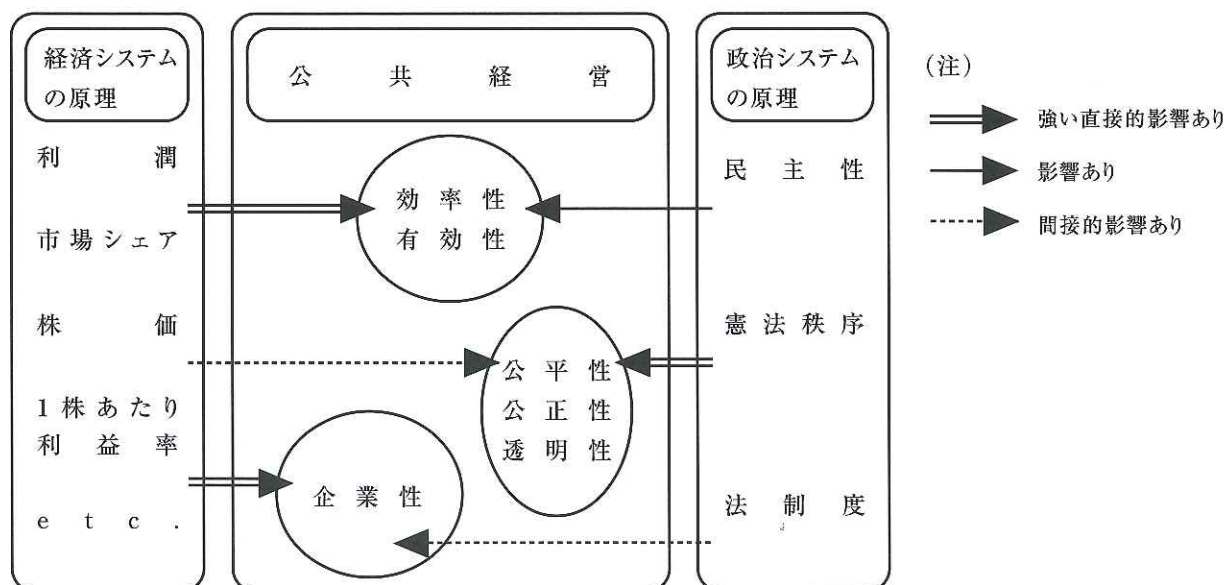 経済システム
の原理
利潤
市場シェア
株価
1株あたり
利益率
etc.
公共経営
効率性
有効性
公平性
公正性
透明性
企業性
政治システム
の原理
民主性
憲法秩序
法制度
(注)
強い直接的影響あり
影響あり
間接的影響あり